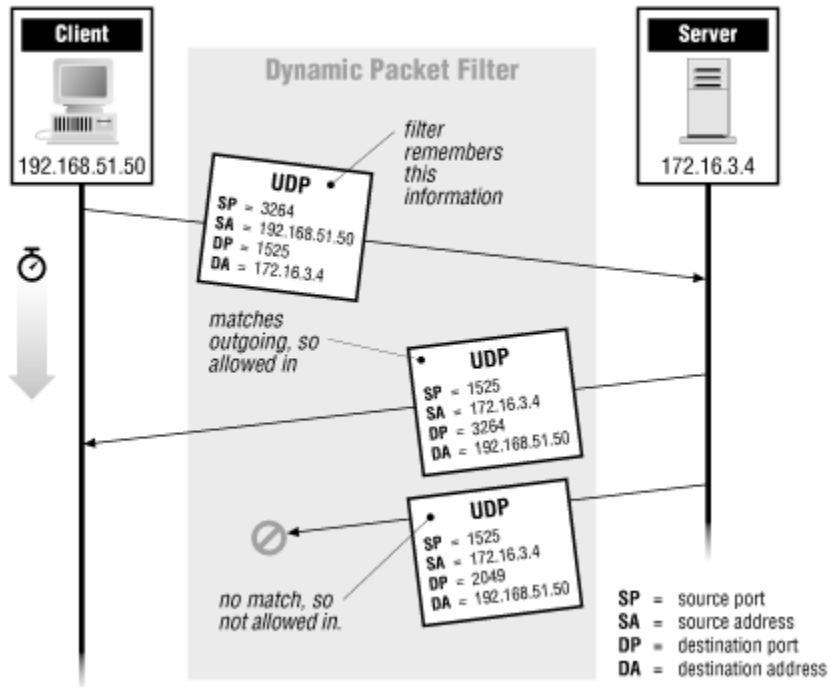 Client
192.168.51.50
Server
172.16.3.4
Dynamic Packet Filter
filter
remembers
this
information
UDP
SP = 3264
SA = 192.168.51.50
DP = 1525
DA = 172.16.3.4
matches
outgoing, so
allowed in
UDP
SP = 1525
SA = 172.16.3.4
DP = 3264
DA = 192.168.51.50
UDP
SP = 1525
SA = 172.16.3.4
DP = 2049
DA = 192.168.51.50
no match, so
not allowed in.
SP = source port
SA = source address
DP = destination port
DA = destination address